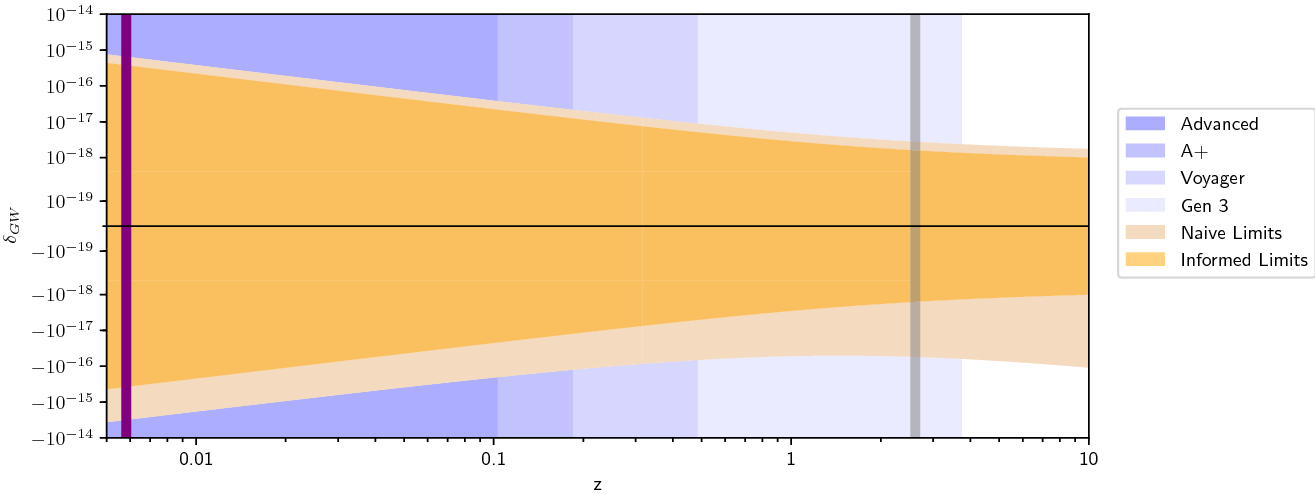 10⁻¹⁴
10⁻¹⁵
10⁻¹⁶
10⁻¹⁷
10⁻¹⁸
10⁻¹⁹
−10⁻¹⁹
−10⁻¹⁸
−10⁻¹⁷
−10⁻¹⁶
−10⁻¹⁵
−10⁻¹⁴
δ_GW
0.01 0.1 1 10
z
Advanced
A+
Voyager
Gen 3
Naive Limits
Informed Limits